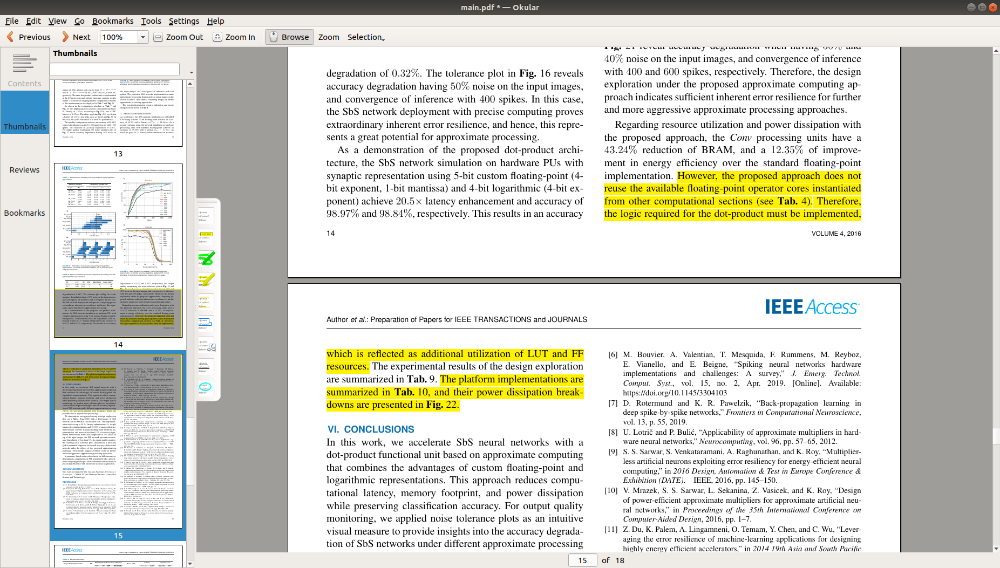 main.pdf * — Okular
File Edit View Go Bookmarks Tools Settings Help
Previous Next 100% Zoom Out Zoom In Browse Zoom Selection
Contents
Thumbnails
Reviews
Bookmarks
Thumbnails
13
14
15
degradation of 0.32%. The tolerance plot in Fig. 16 reveals
accuracy degradation having 50% noise on the input images,
and convergence of inference with 400 spikes. In this case,
the SbS network deployment with precise computing proves
extraordinary inherent error resilience, and hence, this repre-
sents a great potential for approximate processing.
As a demonstration of the proposed dot-product archi-
tecture, the SbS network simulation on hardware PUs with
synaptic representation using 5-bit custom floating-point (4-
bit exponent, 1-bit mantissa) and 4-bit logarithmic (4-bit ex-
ponent) achieve 20.5× latency enhancement and accuracy of
98.97% and 98.84%, respectively. This results in an accuracy
14
Fig. 21 reveal accuracy degradation when having 50% and
40% noise on the input images, and convergence of inference
with 400 and 600 spikes, respectively. Therefore, the design
exploration under the proposed approximate computing ap-
proach indicates sufficient inherent error resilience for further
and more aggressive approximate processing approaches.
Regarding resource utilization and power dissipation with
the proposed approach, the Conv processing units have a
43.24% reduction of BRAM, and a 12.35% of improve-
ment in energy efficiency over the standard floating-point
implementation. However, the proposed approach does not
reuse the available floating-point operator cores instantiated
from other computational sections (see Tab. 4). Therefore,
the logic required for the dot-product must be implemented,
VOLUME 4, 2016
IEEE Access
Author et al.: Preparation of Papers for IEEE TRANSACTIONS and JOURNALS
which is reflected as additional utilization of LUT and FF
resources. The experimental results of the design exploration
are summarized in Tab. 9. The platform implementations are
summarized in Tab. 10, and their power dissipation break-
downs are presented in Fig. 22.
VI. CONCLUSIONS
In this work, we accelerate SbS neural networks with a
dot-product functional unit based on approximate computing
that combines the advantages of custom floating-point and
logarithmic representations. This approach reduces compu-
tational latency, memory footprint, and power dissipation
while preserving classification accuracy. For output quality
monitoring, we applied noise tolerance plots as an intuitive
visual measure to provide insights into the accuracy degrada-
tion of SbS networks under different approximate processing
[6] M. Bouvier, A. Valentian, T. Mesquida, F. Rummens, M. Reyboz,
E. Vianello, and E. Beigne, “Spiking neural networks hardware
implementations and challenges: A survey,” J. Emerg. Technol.
Comput. Syst., vol. 15, no. 2, Apr. 2019. [Online]. Available:
https://doi.org/10.1145/3304103
[7] D. Rotermund and K. R. Pawelzik, “Back-propagation learning in
deep spike-by-spike networks,” Frontiers in Computational Neuroscience,
vol. 13, p. 55, 2019.
[8] U. Lotrič and P. Bulić, “Applicability of approximate multipliers in hard-
ware neural networks,” Neurocomputing, vol. 96, pp. 57–65, 2012.
[9] S. S. Sarwar, S. Venkataramani, A. Raghunathan, and K. Roy, “Multiplier-
less artificial neurons exploiting error resiliency for energy-efficient neural
computing,” in 2016 Design, Automation & Test in Europe Conference &
Exhibition (DATE). IEEE, 2016, pp. 145–150.
[10] V. Mrazek, S. S. Sarwar, L. Sekanina, Z. Vasicek, and K. Roy, “Design
of power-efficient approximate multipliers for approximate artificial neu-
ral networks,” in Proceedings of the 35th International Conference on
Computer-Aided Design, 2016, pp. 1–7.
[11] Z. Du, K. Palem, A. Lingamneni, O. Temam, Y. Chen, and C. Wu, “Lever-
aging the error resilience of machine-learning applications for designing
highly energy efficient accelerators,” in 2014 19th Asia and South Pacific
15 of 18